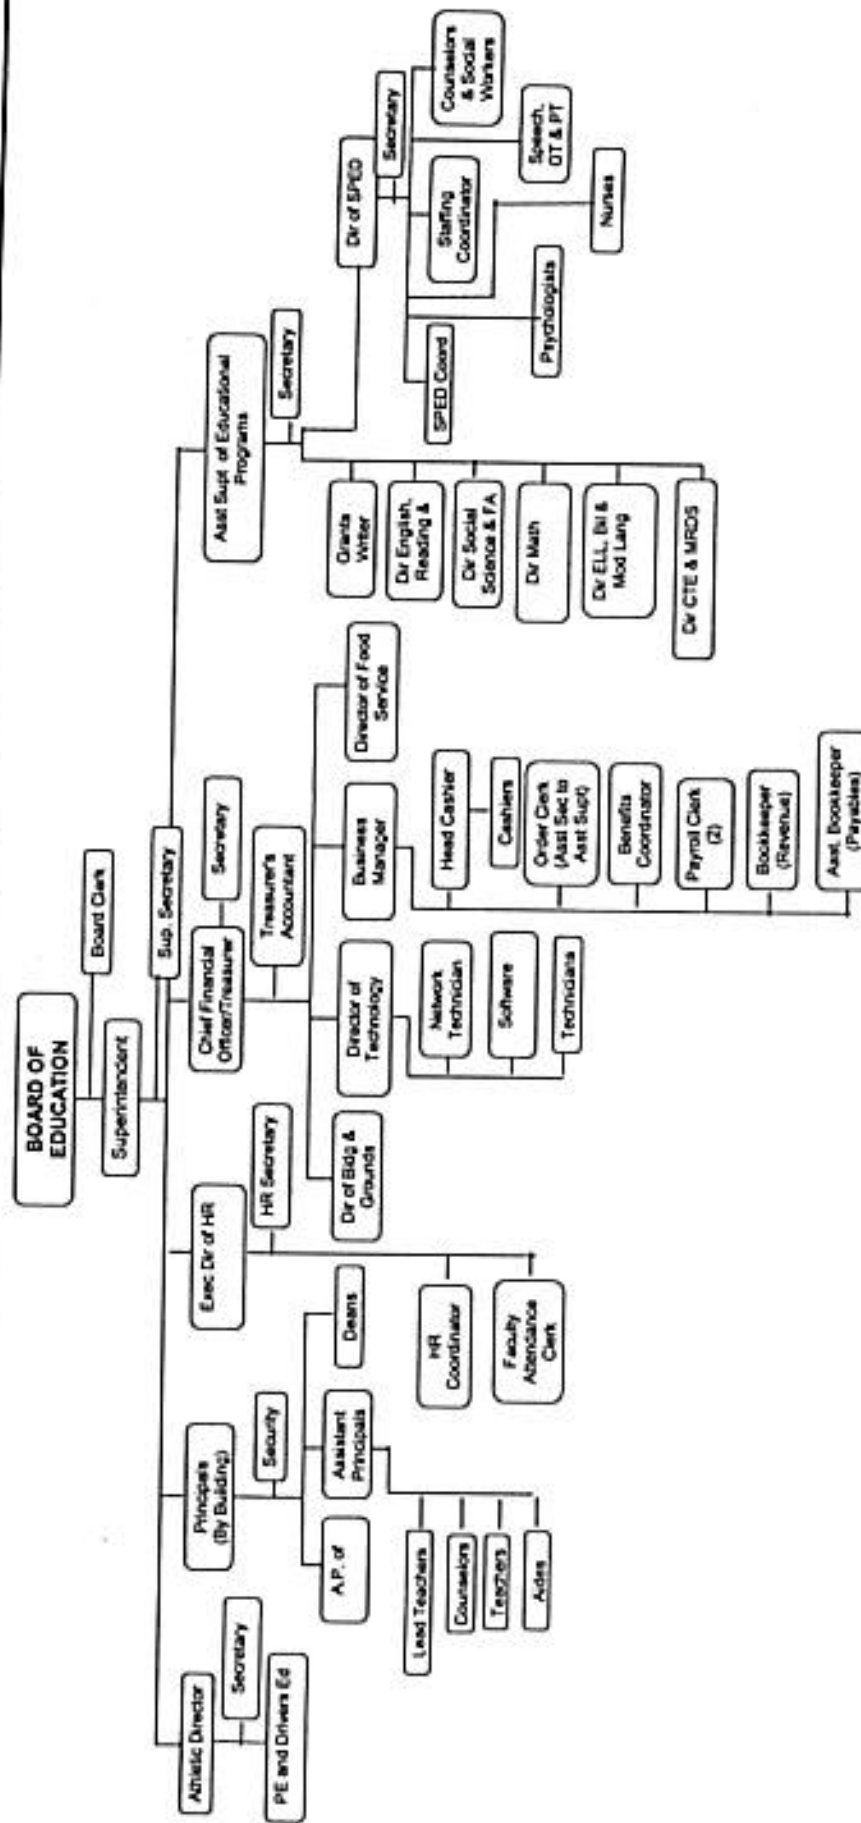 BOARD OF
EDUCATION
Board Clerk
Superintendent
Sup. Secretary
Athletic Director
Secretary
PE and Drivers Ed
Principals
(By Building)
Security
A.P. of
Assistant
Principals
Deans
Lead Teachers
Counselors
Teachers
Aides
Exec Dir of HR
HR Secretary
HR
Coordinator
Faculty
Attendance
Clerk
Chief Financial
Officer/Treasurer
Secretary
Treasurer's
Accountant
Dir of Bldg &
Grounds
Director of
Technology
Network
Technician
Software
Technicians
Business
Manager
Head Cashier
Cashiers
Order Clerk
(Asst Sec to
Asst Supt)
Benefits
Coordinator
Payroll Clerk
(2)
Bookkeeper
(Revenue)
Asst. Bookkeeper
(Payables)
Director of Food
Service
Asst Supt. of Educational
Programs
Secretary
Grants
Writer
Dir English,
Reading &
Dir Social
Science & FA
Dir Math
Dir ELL, Bil &
Mod Lang
Dir CTE & MRDS
Dir of SPED
Secretary
SPED Coord
Psychologists
Staffing
Coordinator
Nurses
Speech,
OT & PT
Counselors
& Social
Workers